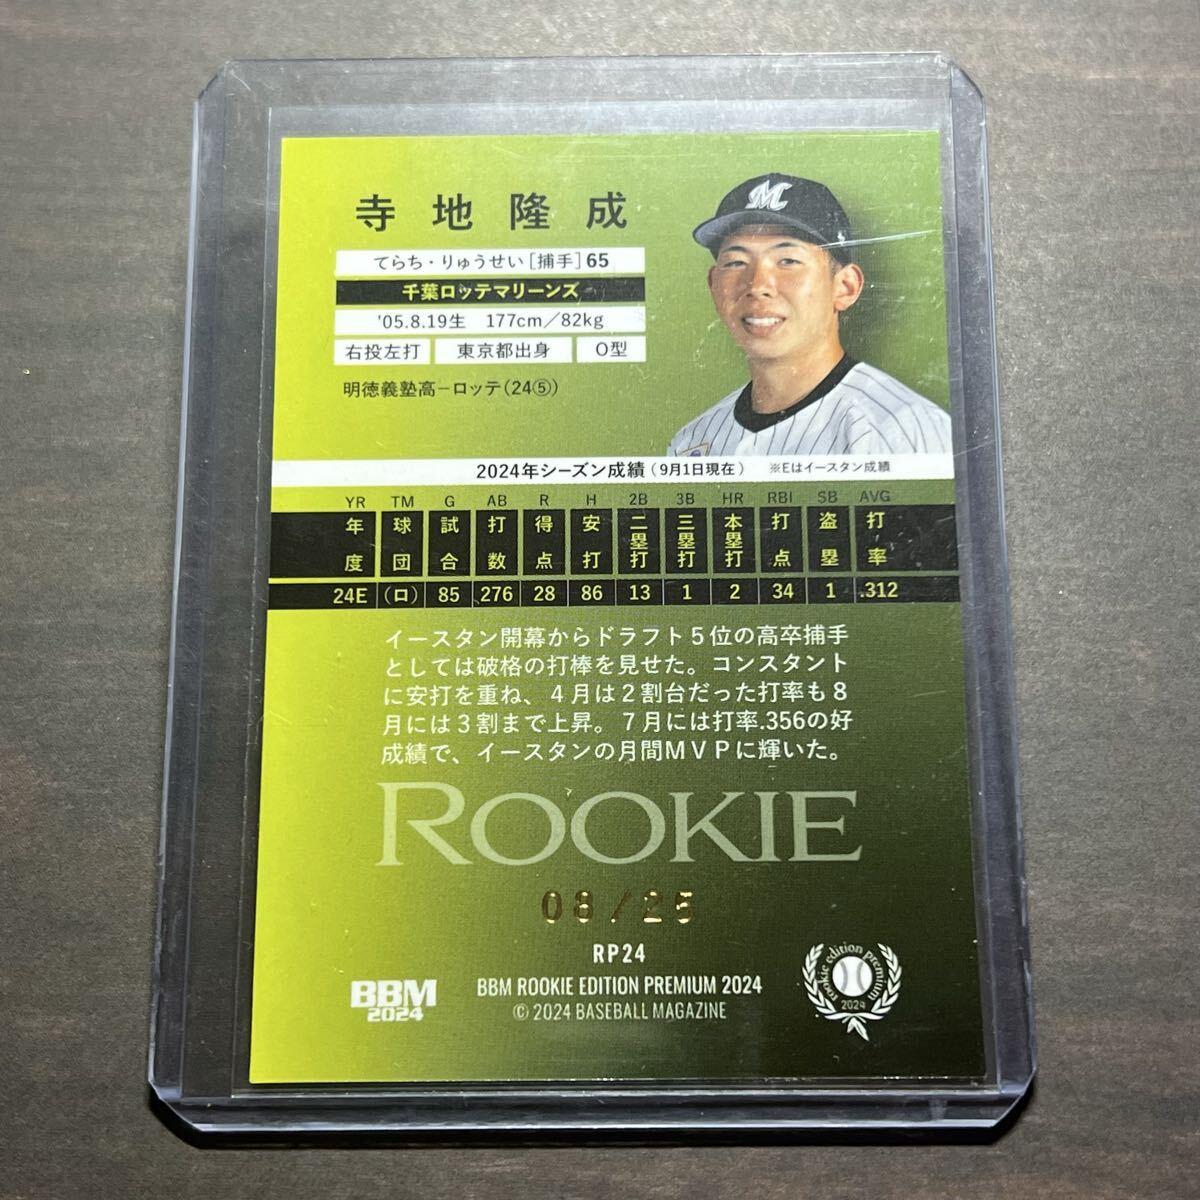 寺地隆成
M
てらち・りゅうせい[捕手]65
千葉ロッテマリーンズ
'05.8.19生 177cm/82kg
右投左打 東京都出身 O型
明徳義塾高-ロッテ(24⑤)
2024年シーズン成績(9月1日現在) ※Eはイースタン成績
YR TM G AB R H 2B 3B HR RBI SB AVG
年度 球団 試合 打数 得点 安打 二塁打 三塁打 本塁打 打点 盗塁 打率
24E (ロ) 85 276 28 86 13 1 2 34 1 .312
イースタン開幕からドラフト5位の高卒捕手
としては破格の打棒を見せた。コンスタント
に安打を重ね、4月は2割台だった打率も8
月には3割まで上昇。7月には打率.356の好
成績で、イースタンの月間MVPに輝いた。
ROOKIE
08/25
RP24
BBM ROOKIE EDITION PREMIUM 2024
© 2024 BASEBALL MAGAZINE
BBM
2024
rookie edition premium
2024